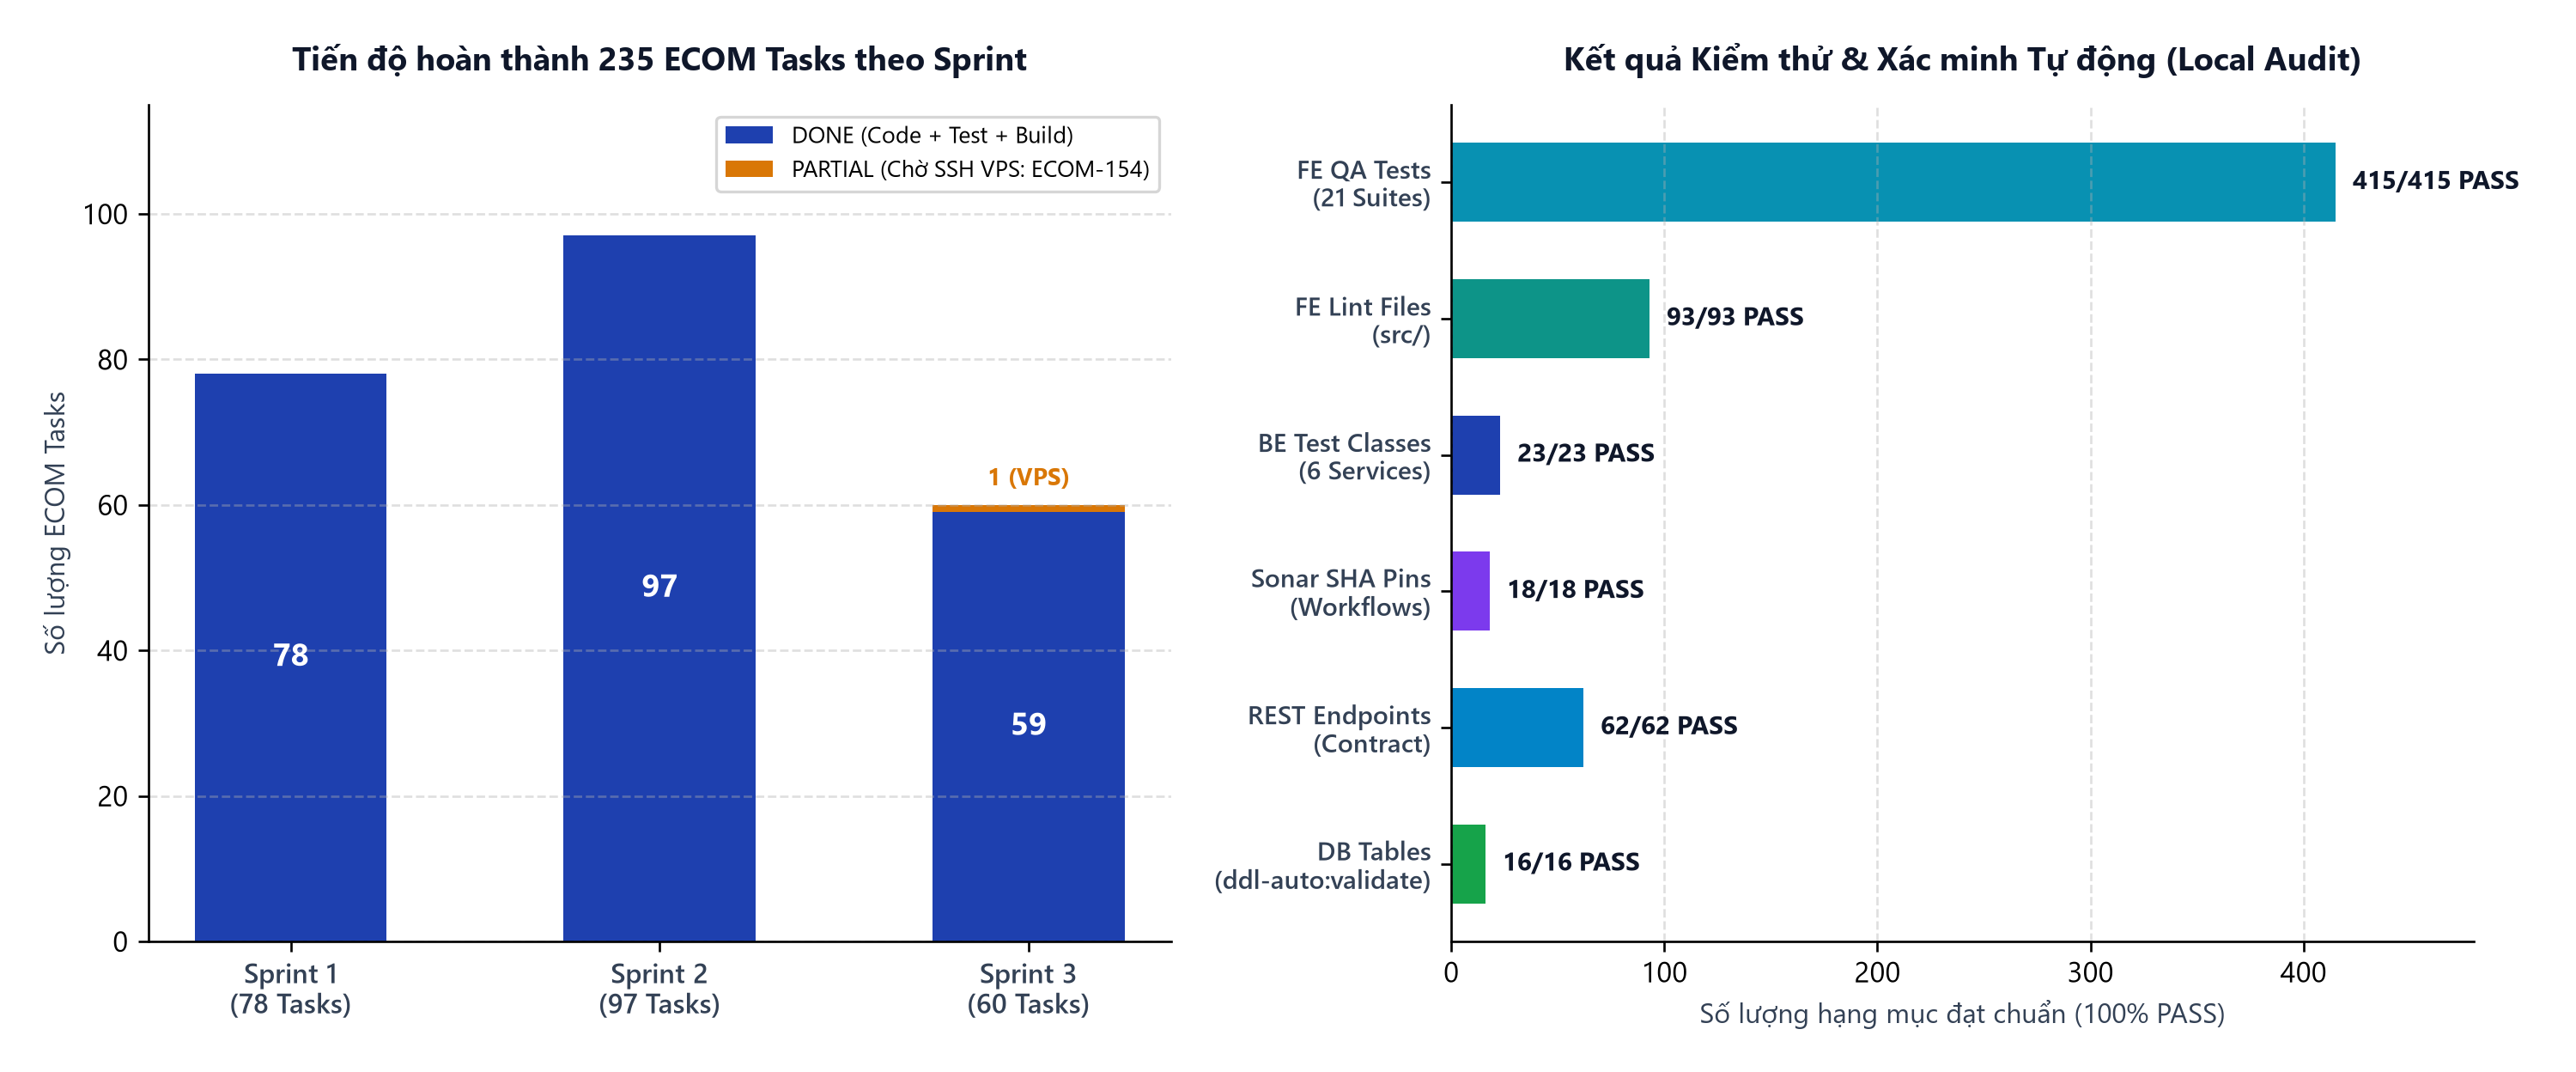 Tiến độ hoàn thành 235 ECOM Tasks theo Sprint
DONE (Code + Test + Build)
PARTIAL (Chờ SSH VPS: ECOM-154)
Số lượng ECOM Tasks
100
80
60
40
20
0
78
97
1 (VPS)
59
Sprint 1
(78 Tasks)
Sprint 2
(97 Tasks)
Sprint 3
(60 Tasks)
Kết quả Kiểm thử & Xác minh Tự động (Local Audit)
FE QA Tests
(21 Suites)
415/415 PASS
FE Lint Files
(src/)
93/93 PASS
BE Test Classes
(6 Services)
23/23 PASS
Sonar SHA Pins
(Workflows)
18/18 PASS
REST Endpoints
(Contract)
62/62 PASS
DB Tables
(ddl-auto:validate)
16/16 PASS
0
100
200
300
400
Số lượng hạng mục đạt chuẩn (100% PASS)